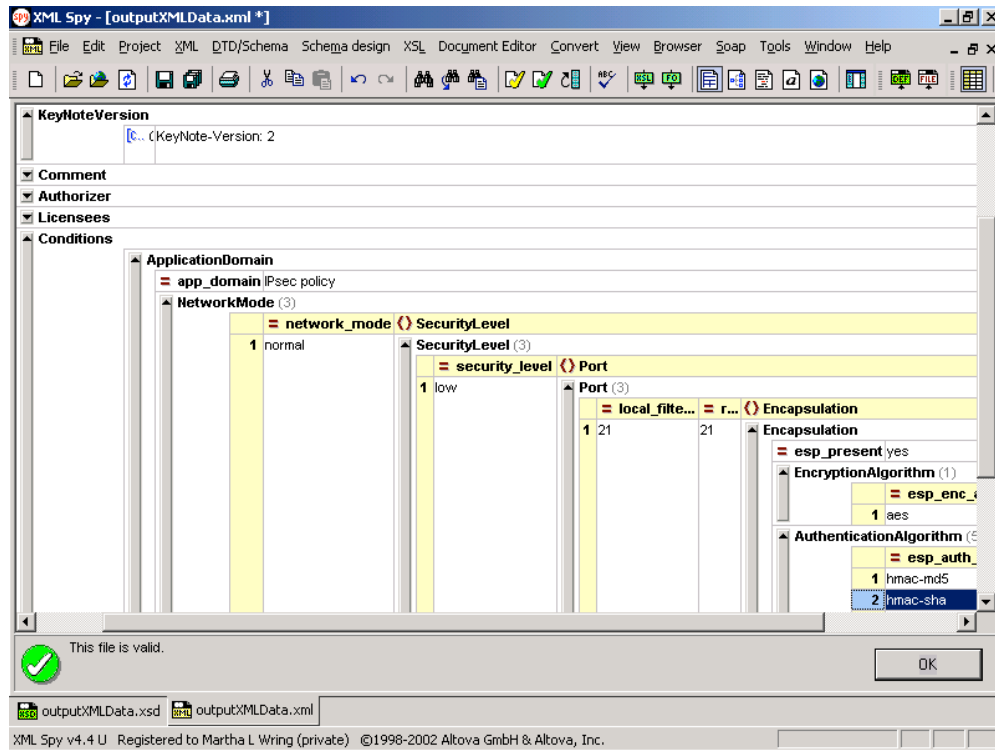 XML Spy - [outputXMLData.xml *]
File Edit Project XML DTD/Schema Schema design XSL Document Editor Convert View Browser Soap Tools Window Help
KeyNoteVersion
KeyNote-Version: 2
Comment
Authorizer
Licensees
Conditions
ApplicationDomain
= app_domain IPsec policy
NetworkMode (3)
= network_mode () SecurityLevel
1 normal SecurityLevel (3)
= security_level () Port
1 low Port (3)
= local_filte... = r... () Encapsulation
1 21 21 Encapsulation
= esp_present yes
EncryptionAlgorithm (1)
= esp_enc_
1 aes
AuthenticationAlgorithm (5
= esp_auth_
1 hmac-md5
2 hmac-sha
This file is valid.
OK
outputXMLData.xsd outputXMLData.xml
XML Spy v4.4 U Registered to Martha L Wring (private) ©1998-2002 Altova GmbH & Altova, Inc.